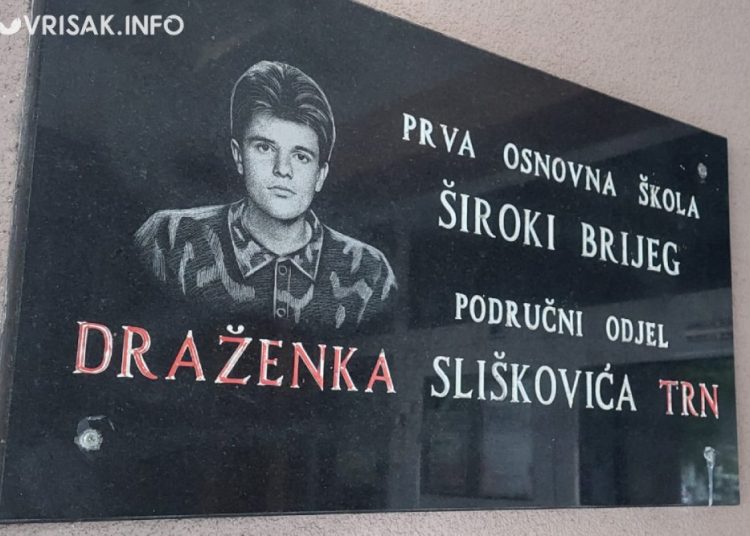 VRISAK.INFO
PRVA OSNOVNA ŠKOLA
ŠIROKI BRIJEG
PODRUČNI ODJEL
DRAŽENKA SLIŠKOVIĆA TRN